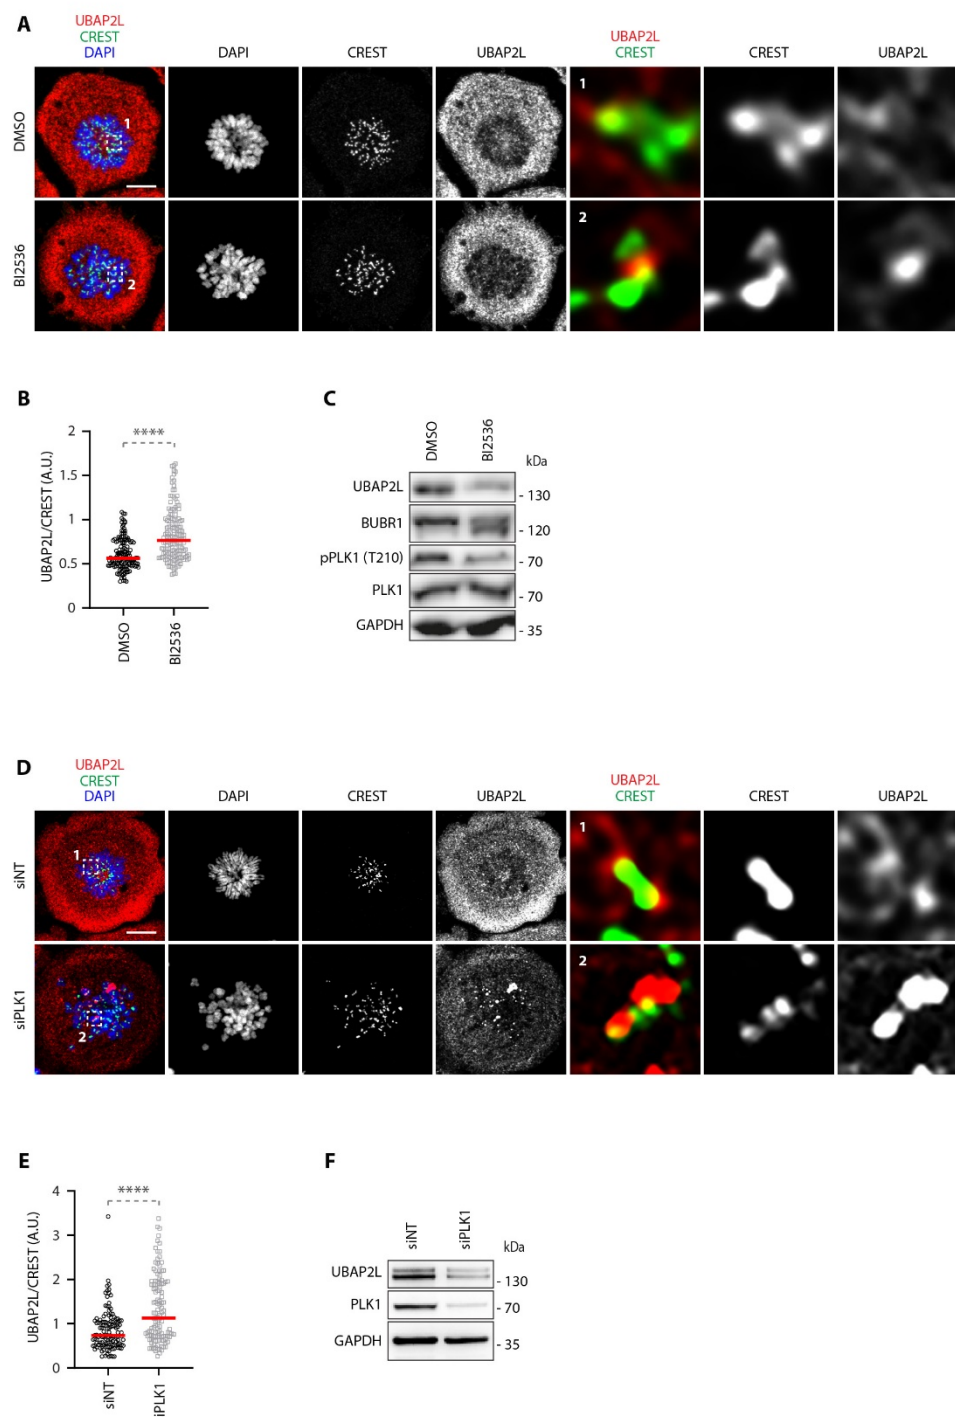 A
UBAP2L
CREST
DAPI
DAPI
CREST
UBAP2L
UBAP2L
CREST
CREST
UBAP2L
DMSO
1
1
BI2536
2
2
B
UBAP2L/CREST (A.U.)
2
1.5
1
0.5
0
****
DMSO
BI2536
C
DMSO
BI2536
kDa
UBAP2L
- 130
BUBR1
- 120
pPLK1 (T210)
- 70
PLK1
- 70
GAPDH
- 35
D
UBAP2L
CREST
DAPI
DAPI
CREST
UBAP2L
UBAP2L
CREST
CREST
UBAP2L
siNT
1
1
siPLK1
2
2
E
UBAP2L/CREST (A.U.)
4
3
2
1
0
****
siNT
iPLK1
F
siNT
siPLK1
kDa
UBAP2L
- 130
PLK1
- 70
GAPDH
- 35